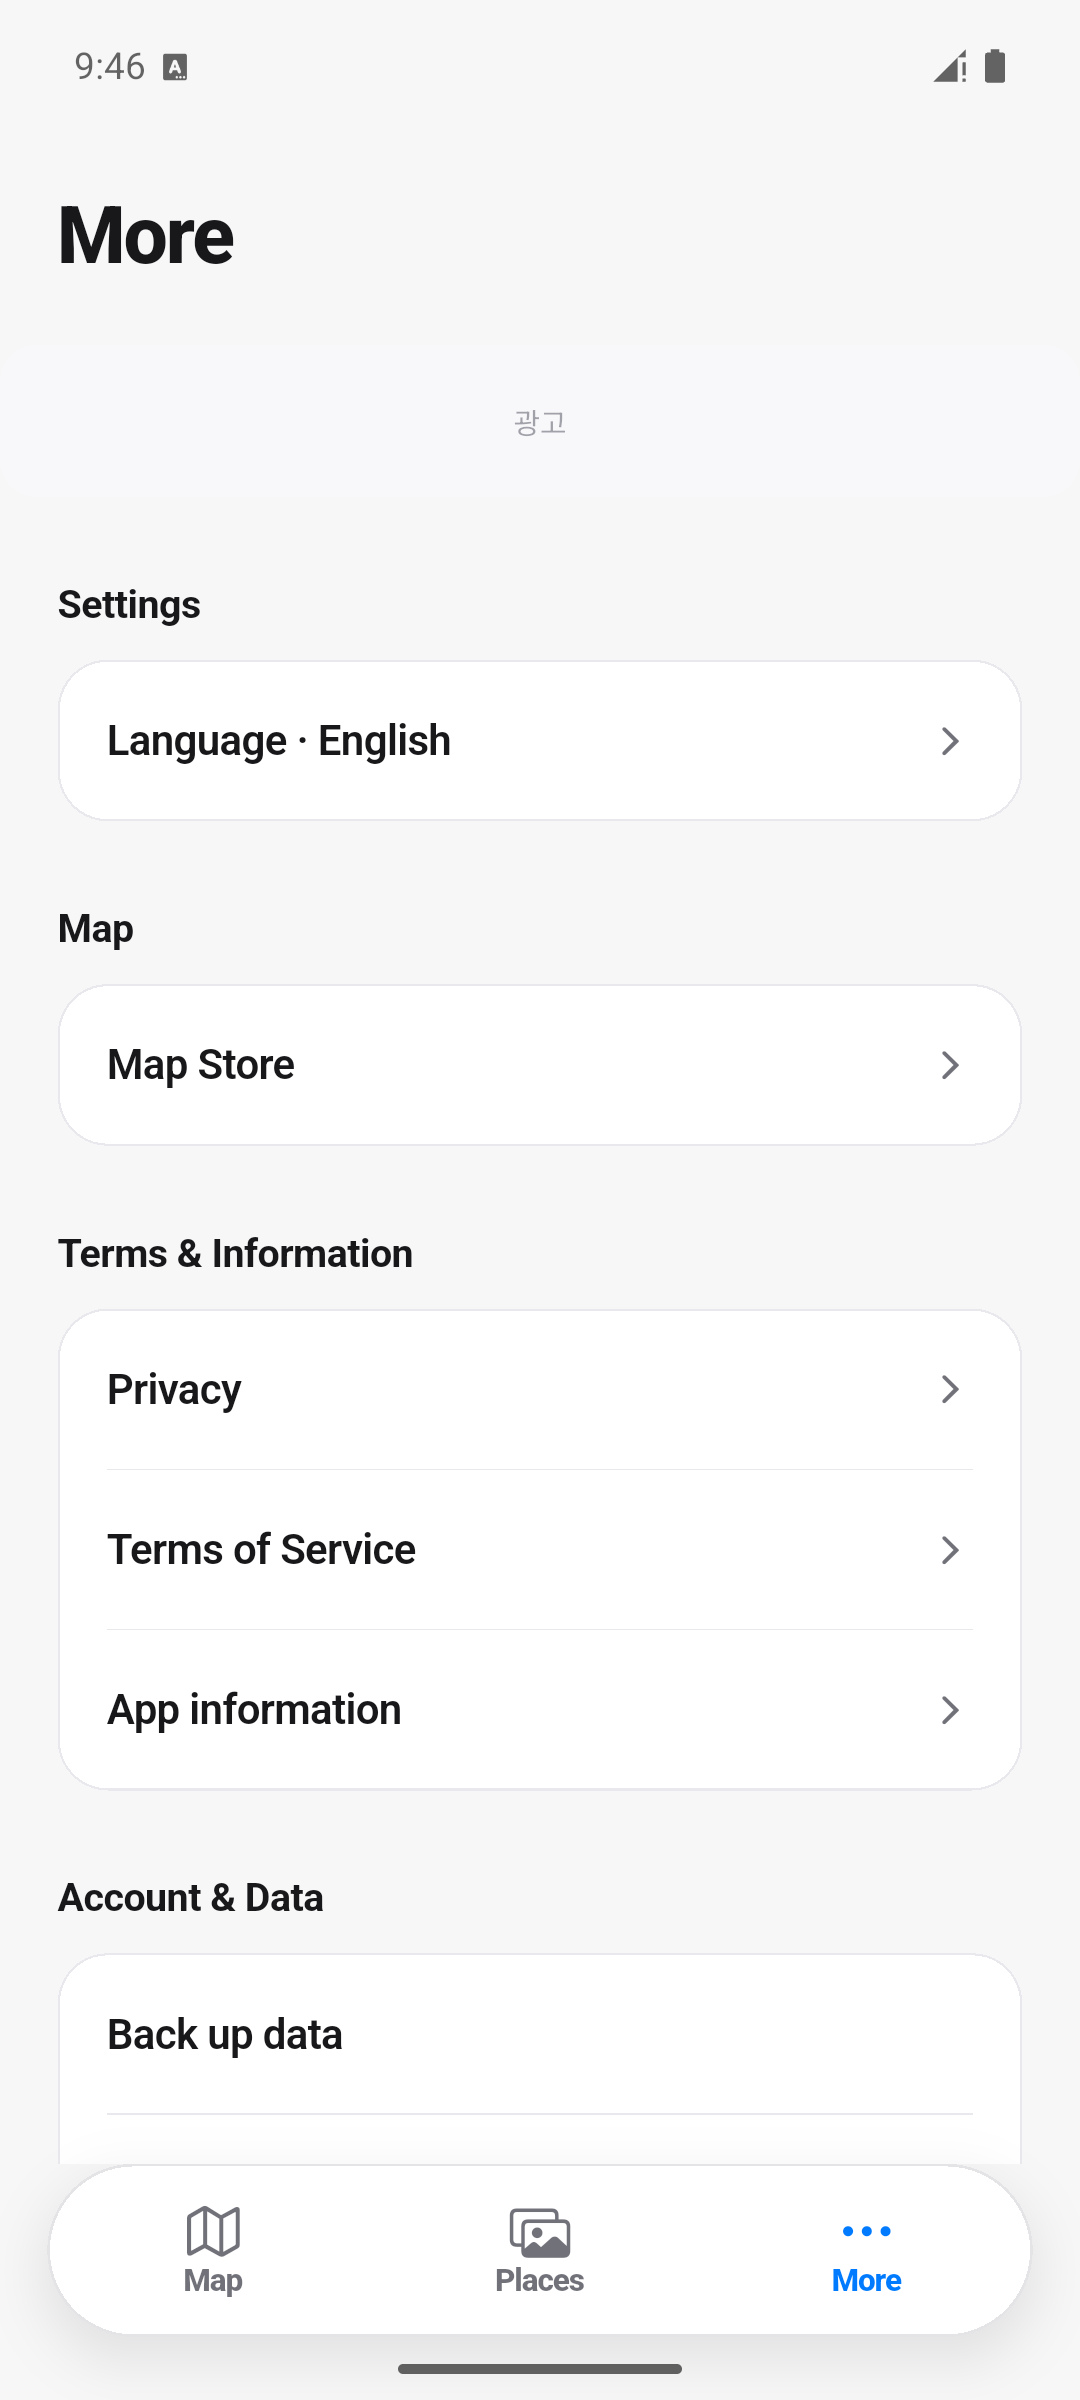 9:46
More
광고
Settings
Language · English
Map
Map Store
Terms & Information
Privacy
Terms of Service
App information
Account & Data
Back up data
Map
Places
More